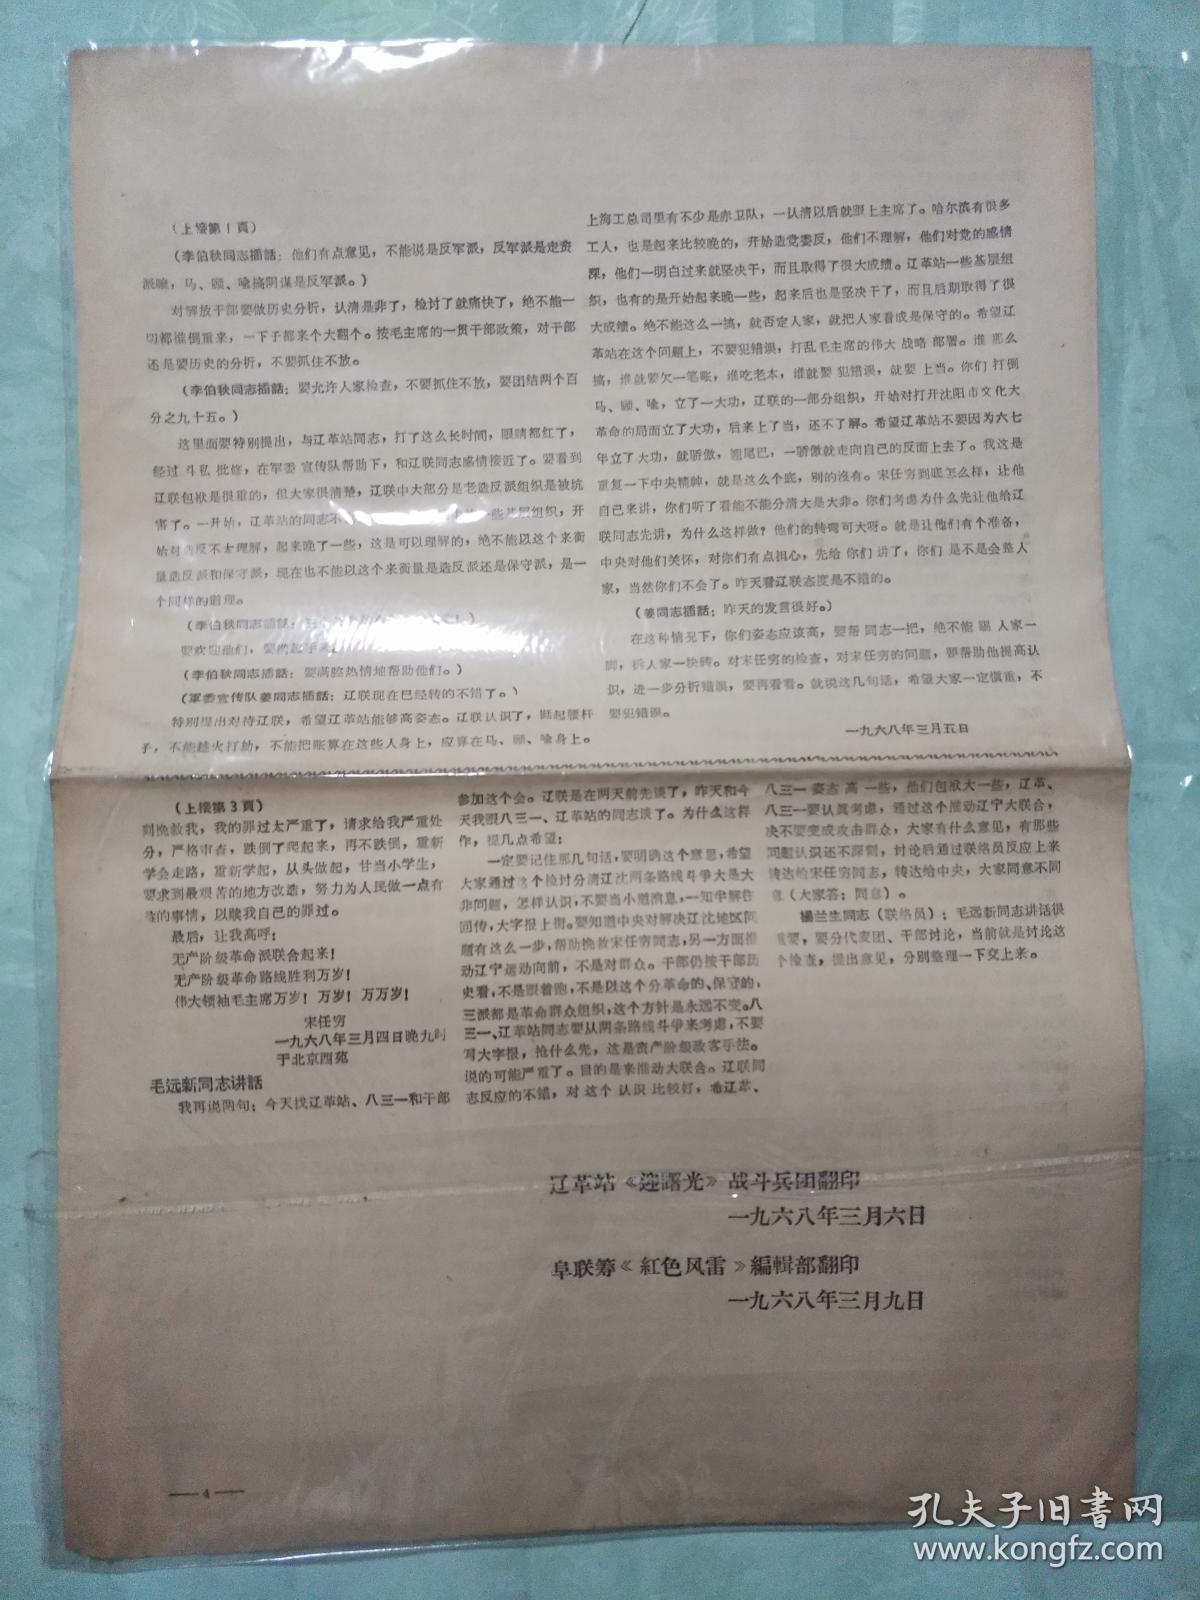 （上接第1頁）
（李伯秋同志插話：他们有点意见，不能说是反军派，反军派是走资
派嘛，马、顾、喻搞阴谋是反军派。）
对解放干部要做历史分析，认清是非了，检讨了就痛快了，绝不能一
切都推倒重来，一下子都来个大翻个。按毛主席的一贯干部政策，对干部
还是要历史的分析，不要抓住不放。
（李伯秋同志插話：要允许人家检查，不要抓住不放，要团结两个百
分之九十五。）
这里面要特别提出，与辽革站同志，打了这么长时间，眼睛都红了，
经过斗私批修，在军委宣传队帮助下，和辽联同志感情接近了。要看到
辽联包袱是很重的，但大家很清楚，辽联中大部分是老造反派组织是被坑
害了。一开始，辽革站的同志不 些基层组织，开
始对造反不太理解，起来晚了一些，这是可以理解的，绝不能以这个来衡
量造反派和保守派，现在也不能以这个来衡量是造反派还是保守派，是一
个同样的道理。
（李伯秋同志插話：
要欢迎他们，要
（李伯秋同志插話：要满腔热情地帮助他们。）
（軍委宣传队姜同志插話：辽联现在已经转的不错了。）
特别提出对待辽联，希望辽革站能够高姿态。辽联认识了，挺起腰杆
子，不能趁火打劫，不能把账算在这些人身上，应算在马、顾、喻身上。
上海工总司里有不少是赤卫队，一认清以后就跟上主席了。哈尔滨有很多
工人，也是起来比较晚的，开始造党委反，他们不理解，他们对党的感情
深，他们一明白过来就坚决干，而且取得了很大成绩。辽革站一些基层组
织，也有的是开始起来晚一些，起来后也是坚决干了，而且后期取得了很
大成绩。绝不能这么一搞，就否定人家，就把人家看成是保守的。希望辽
革站在这个问题上，不要犯错误，打乱毛主席的伟大战略部署。谁那么
搞，谁就要欠一笔账，谁吃老本，谁就要犯错误，就要上当。你们打倒
马、顾、喻，立了一大功，辽联的一部分组织，开始对打开沈阳市文化大
革命的局面立了大功，后来上了当，还不了解。希望辽革站不要因为六七
年立了大功，就骄傲，翘尾巴，一骄傲就走向自己的反面上去了。我这是
重复一下中央精神，就是这么个底，别的没有。宋任穷到底怎么样，让他
自己来讲，你们听了看能不能分清大是大非。你们考虑为什么先让他给辽
联同志先讲，为什么这样做？他们的转弯可大呀。就是让他们有个准备，
中央对他们关怀，对你们有点担心，先给你们讲了，你们是不是会整人
家，当然你们不会了。昨天看辽联态度是不错的。
（姜同志插話：昨天的发言很好。）
在这种情况下，你们姿态应该高，要帮同志一把，绝不能踢人家一
脚，拆人家一块砖。对宋任穷的检查，对宋任穷的问题，要帮助他提高认
识，进一步分析错误，要再看看。就说这几句话，希望大家一定慎重，不
要犯错误。
一九六八年三月五日
（上接第3頁）
到挽救我，我的罪过太严重了，请求给我严重处
分，严格审查，跌倒了爬起来，再不跌倒，重新
学会走路，重新学起，从头做起，甘当小学生，
要求到最艰苦的地方改造，努力为人民做一点有
益的事情，以赎我自己的罪过。
最后，让我高呼：
无产阶级革命派联合起来！
无产阶级革命路线胜利万岁！
伟大领袖毛主席万岁！万岁！万万岁！
宋任穷
一九六八年三月四日晚九时
于北京西苑
毛远新同志讲話
我再说两句：今天找辽革站、八三一和干部
参加这个会。辽联是在两天前先谈了，昨天和今
天我跟八三一、辽革站的同志谈了。为什么这样
作，提几点希望：
一定要记住那几句话，要明确这个意思，希望
大家通过这个检讨分清辽沈两条路线斗争大是大
非问题，怎样认识，不要当小道消息，一知半解往
回传，大字报上街。要知道中央对解决辽沈地区问
题有这么一步，帮助挽救宋任穷同志，另一方面推
动辽宁运动向前，不是对群众。干部仍按干部历
史看，不是跟着跑，不是以这个分革命的、保守的，
三派都是革命群众组织，这个方针是永远不变。八
三一、辽革站同志要从两条路线斗争来考虑，不要
写大字报，抢什么先，这是资产阶级政客手法。
说的可能严重了。目的是来推动大联合。辽联同
志反应的不错，对这个认识比较好，希辽革、
八三一姿态高一些，他们包袱大一些，辽革、
八三一要认真考虑，通过这个推动辽宁大联合，
决不要变成攻击群众，大家有什么意见，有那些
问题认识还不深刻，讨论后通过联络员反应上来
转达给宋任穷同志，转达给中央，大家同意不同
意（大家答：同意）。
楊兰生同志（联络员）：毛远新同志讲话很
重要，要分代表团、干部讨论，当前就是讨论这
个检查，提出意见，分别整理一下交上来。
辽革站《迎曙光》战斗兵团翻印
一九六八年三月六日
阜联筹《紅色风雷》編輯部翻印
一九六八年三月九日
— 4 —
孔夫子旧書网
www.kongfz.com